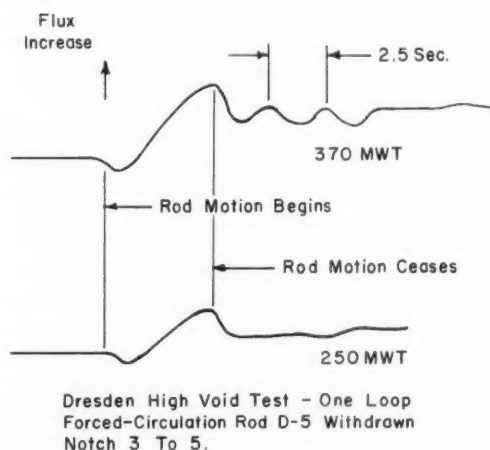 Flux
Increase
2.5 Sec.
370 MWT
Rod Motion Begins
Rod Motion Ceases
250 MWT
Dresden High Void Test - One Loop
Forced-Circulation Rod D-5 Withdrawn
Notch 3 To 5.